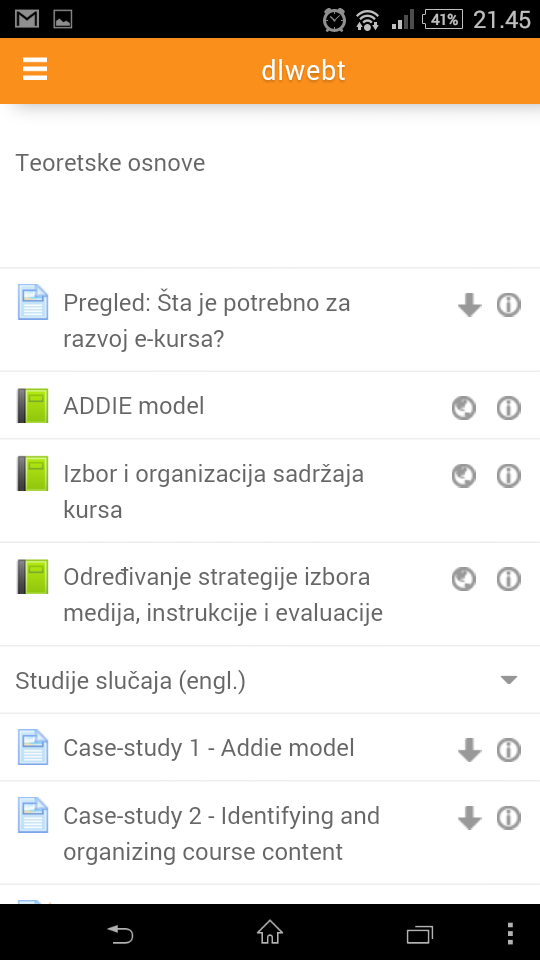 41% 21.45
dlwebt
Teoretske osnove
Pregled: Šta je potrebno za
razvoj e-kursa?
ADDIE model
Izbor i organizacija sadržaja
kursa
Određivanje strategije izbora
medija, instrukcije i evaluacije
Studije slučaja (engl.)
Case-study 1 - Addie model
Case-study 2 - Identifying and
organizing course content